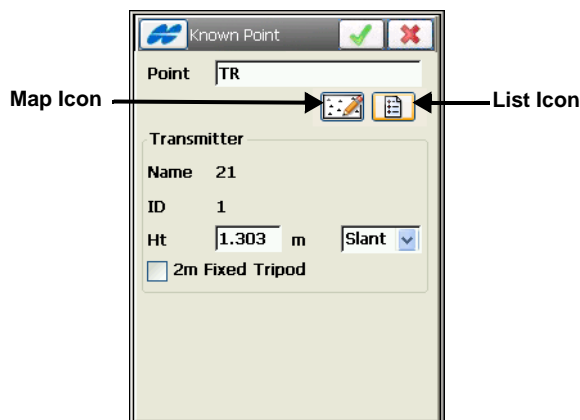 Known Point
Point TR
Map Icon
List Icon
Transmitter
Name 21
ID 1
Ht 1.303 m Slant
2m Fixed Tripod